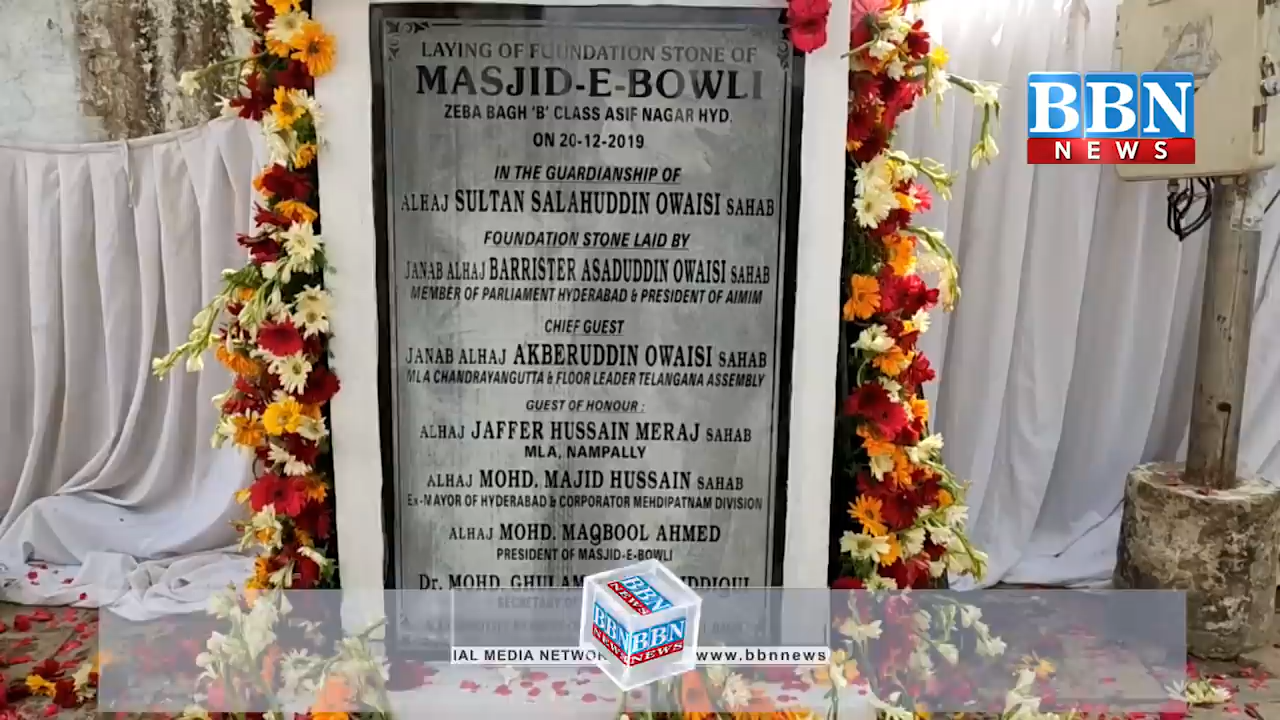 LAYING OF FOUNDATION STONE OF
MASJID-E-BOWLI
ZEBA BAGH 'B' CLASS ASIF NAGAR HYD.
ON 20-12-2019
IN THE GUARDIANSHIP OF
ALHAJ SULTAN SALAHUDDIN OWAISI SAHAB
FOUNDATION STONE LAID BY
JANAB ALHAJ BARRISTER ASADUDDIN OWAISI SAHAB
MEMBER OF PARLIAMENT HYDERABAD & PRESIDENT OF AIMIM
CHIEF GUEST
JANAB ALHAJ AKBERUDDIN OWAISI SAHAB
MLA CHANDRAYANGUTTA & FLOOR LEADER TELANGANA ASSEMBLY
GUEST OF HONOUR :
ALHAJ JAFFER HUSSAIN MERAJ SAHAB
MLA, NAMPALLY
ALHAJ MOHD. MAJID HUSSAIN SAHAB
Ex-MAYOR OF HYDERABAD & CORPORATOR MEHDIPATNAM DIVISION
ALHAJ MOHD. MAQBOOL AHMED
PRESIDENT OF MASJID-E-BOWLI
Dr. MOHD. GHULAM
SECRETARY
BBN
NEWS
BBN
NEWS
BBN
NEWS
BBN
NEWS
IAL MEDIA NETWOR
www.bbnnews